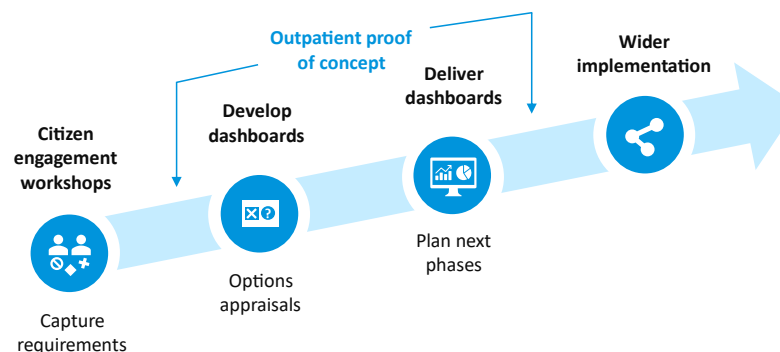 Outpatient proof
of concept
Wider
implementation
Deliver
dashboards
Develop
dashboards
Citizen
engagement
workshops
Plan next
phases
Options
appraisals
Capture
requirements